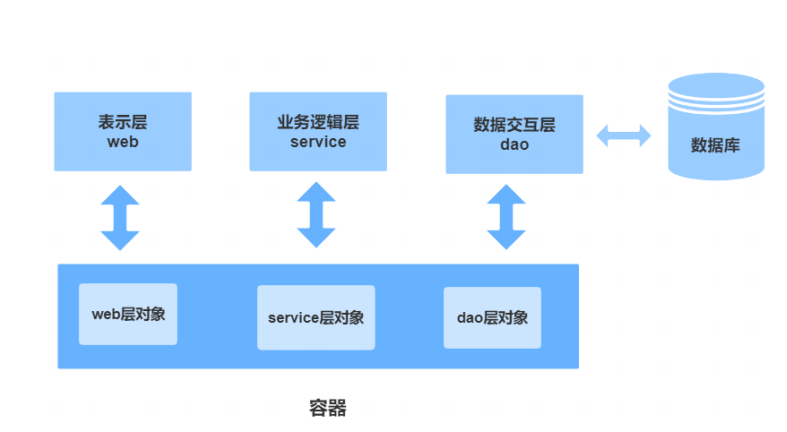 表示层
web
业务逻辑层
service
数据交互层
dao
数据库
web层对象
service层对象
dao层对象
容器